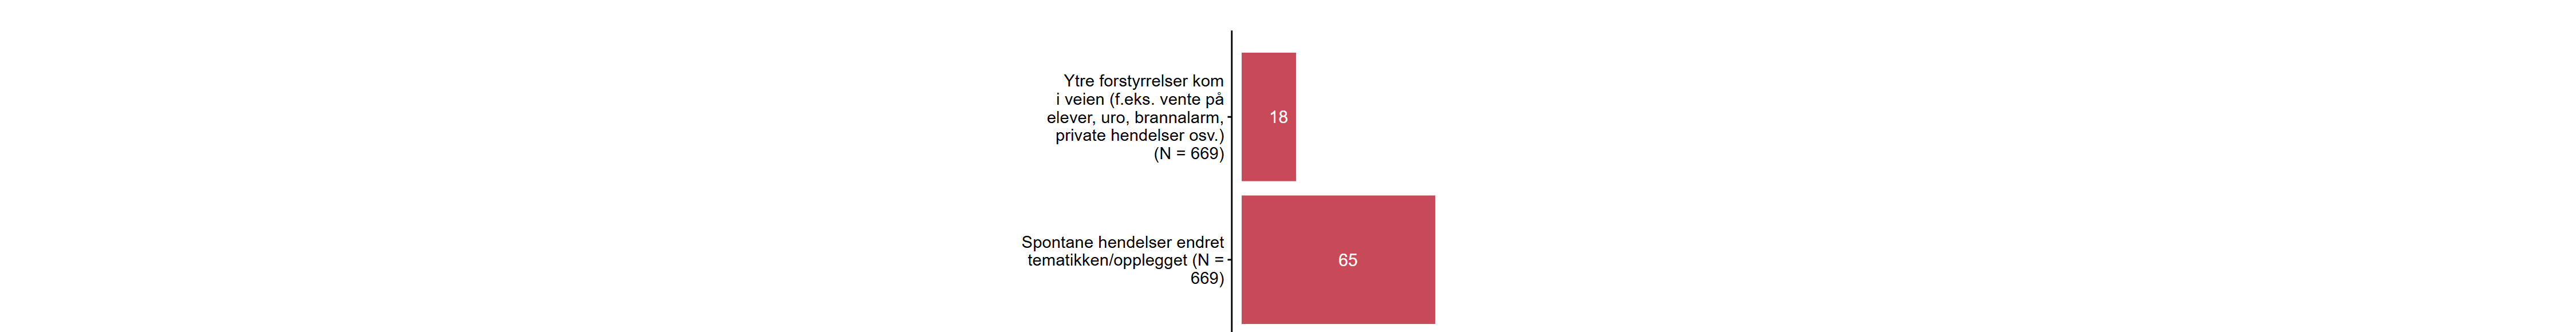 Ytre forstyrrelser kom
i veien (f.eks. vente på
elever, uro, brannalarm,
private hendelser osv.)
(N = 669)
18
Spontane hendelser endret
tematikken/opplegget (N =
669)
65